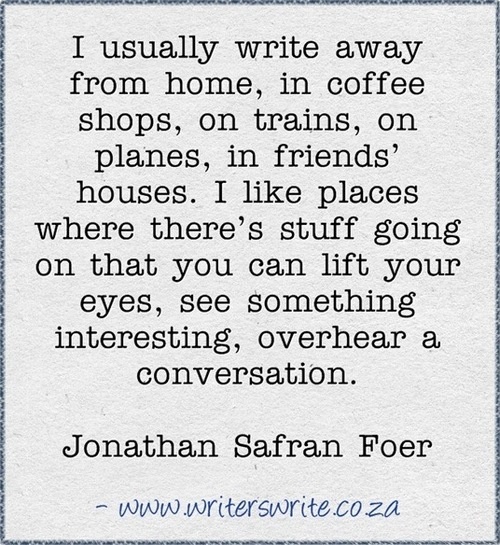 I usually write away
from home, in coffee
shops, on trains, on
planes, in friends’
houses. I like places
where there’s stuff going
on that you can lift your
eyes, see something
interesting, overhear a
conversation.
Jonathan Safran Foer
- www.writerswrite.co.za